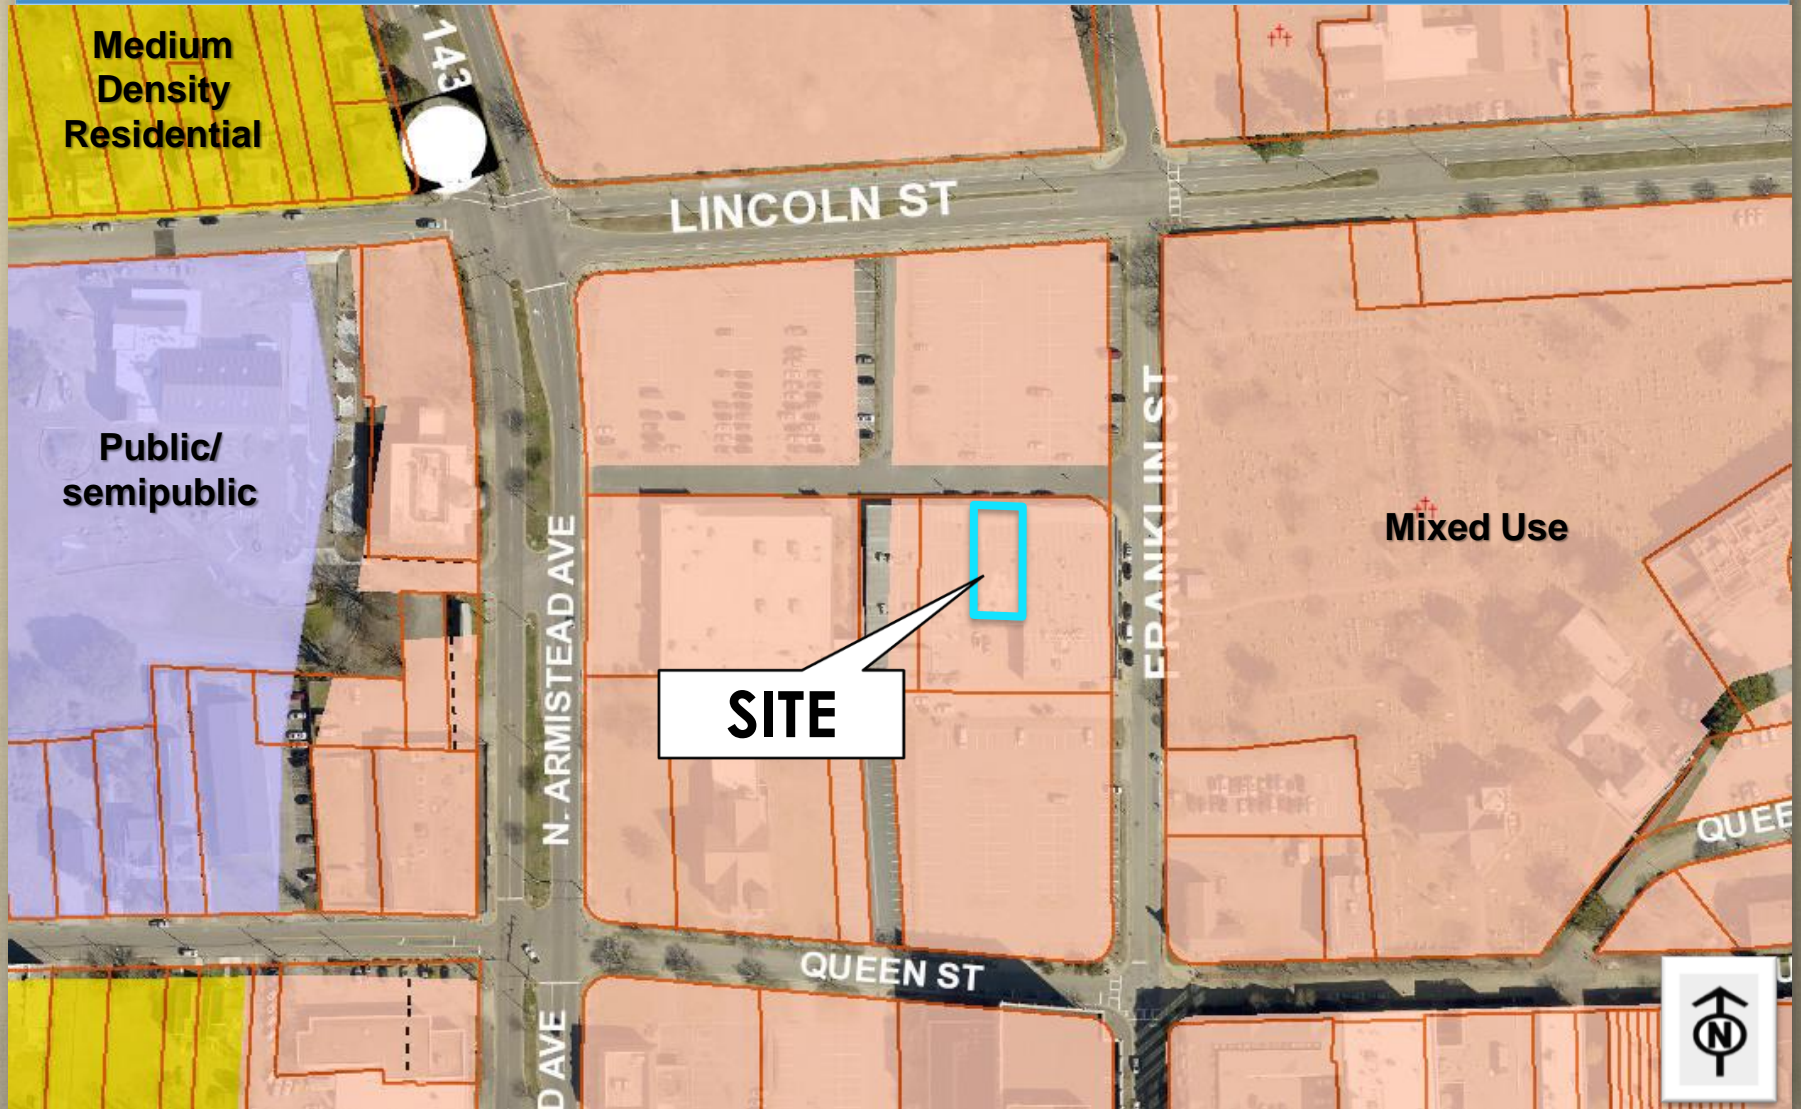 Medium
Density
Residential
143
LINCOLN ST
Public/
semipublic
N. ARMISTEAD AVE
FRANKLIN ST
Mixed Use
SITE
QUEE
QUEEN ST
D AVE
U
N